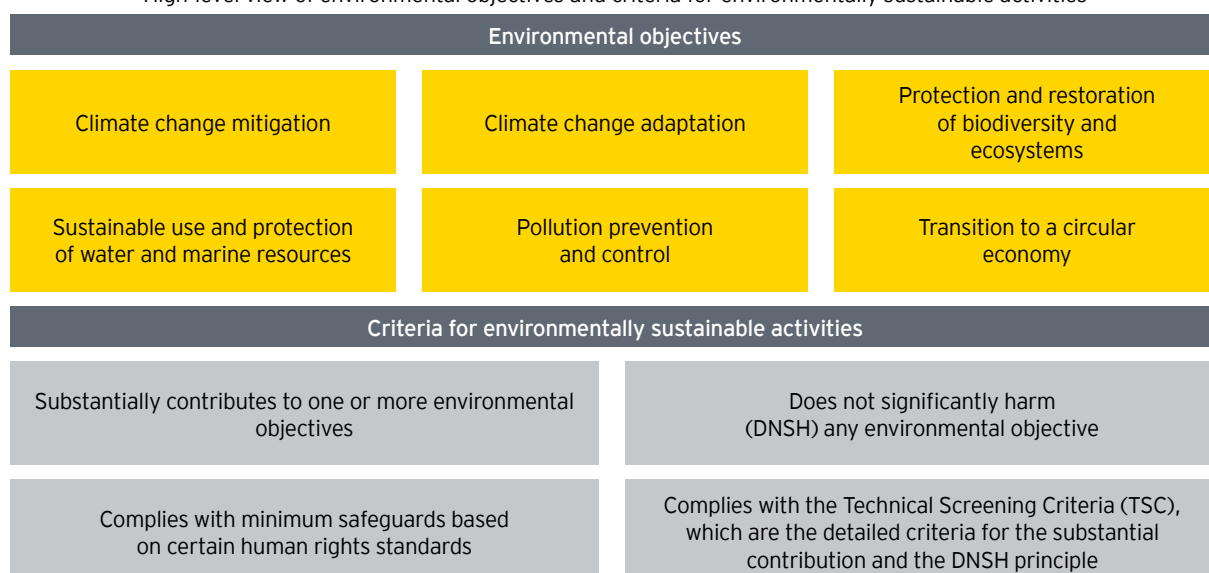 High-level view of environmental objectives and criteria for environmentally sustainable activities
Environmental objectives
Climate change mitigation
Climate change adaptation
Protection and restoration
of biodiversity and
ecosystems
Sustainable use and protection
of water and marine resources
Pollution prevention
and control
Transition to a circular
economy
Criteria for environmentally sustainable activities
Substantially contributes to one or more environmental
objectives
Does not significantly harm
(DNSH) any environmental objective
Complies with minimum safeguards based
on certain human rights standards
Complies with the Technical Screening Criteria (TSC),
which are the detailed criteria for the substantial
contribution and the DNSH principle